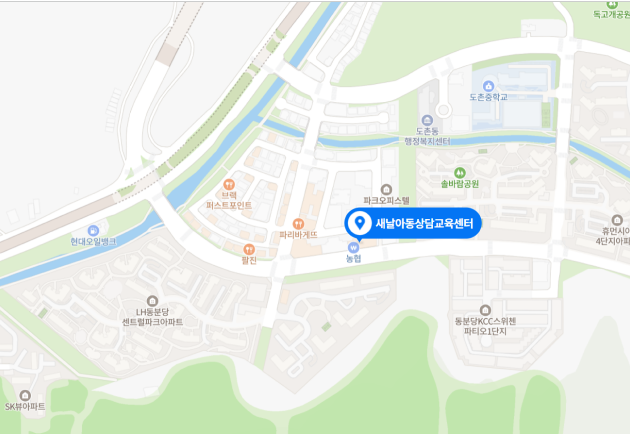 독고개공원
도촌중학교
도촌동
행정복지센터
솔바람공원
브럭
퍼스트포인트
파크오피스텔
새날아동상담교육센터
휴먼시아
4단지아파
현대오일뱅크
파리바게뜨
팔진
농협
LH동분당
센트럴파크아파트
동분당KCC스위첸
파티오1단지
SK뷰아파트